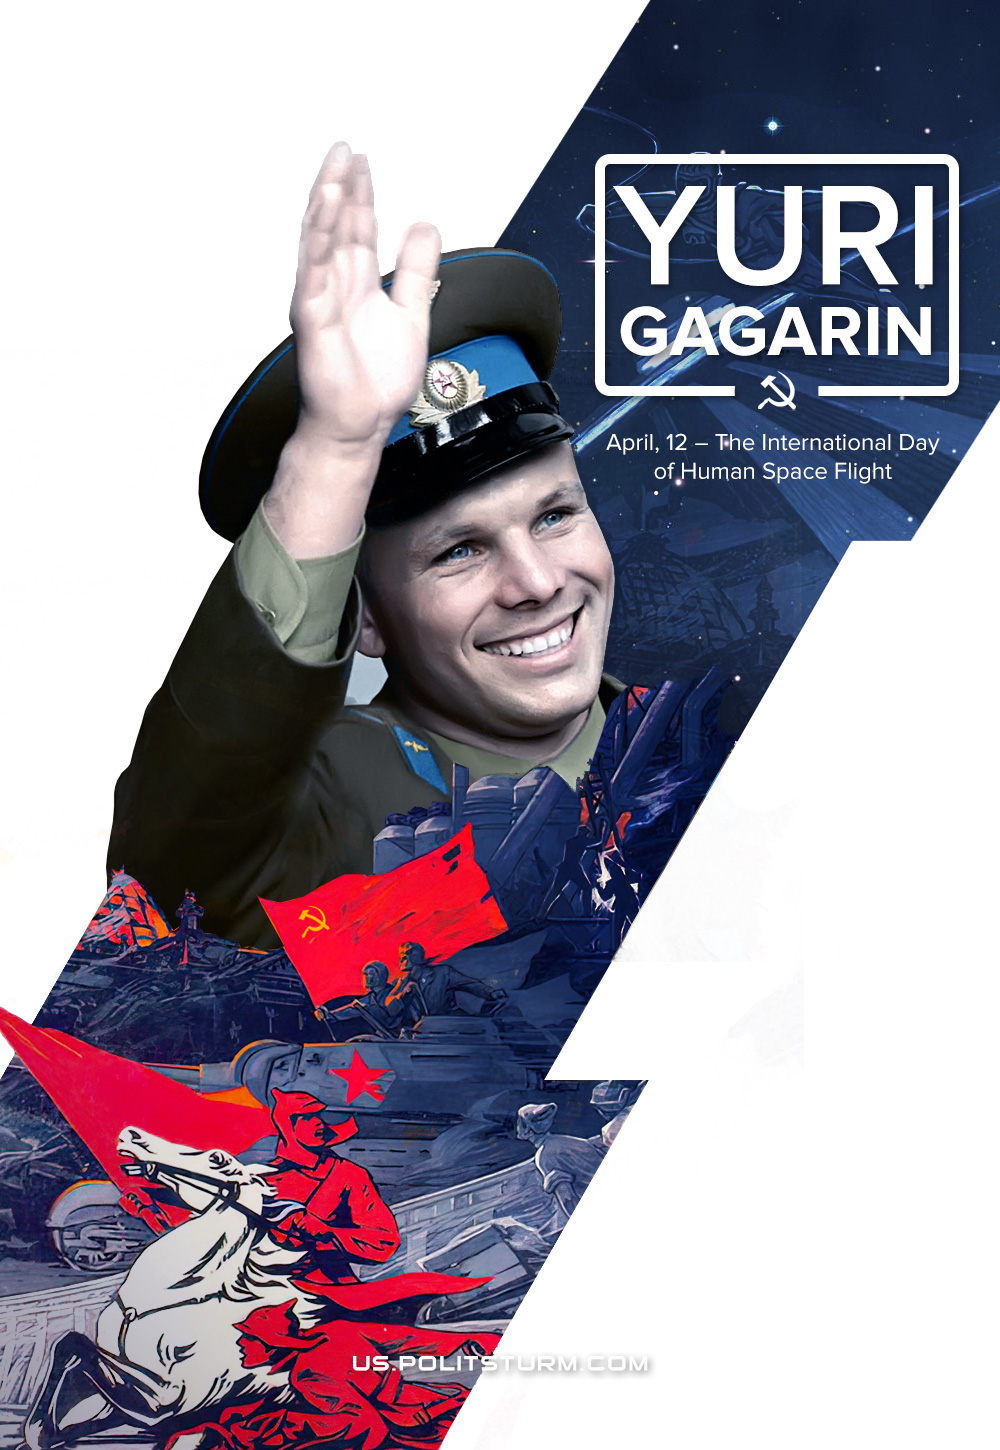 YURI
GAGARIN
April, 12 – The International Day
of Human Space Flight
US.POLITSTURM.COM